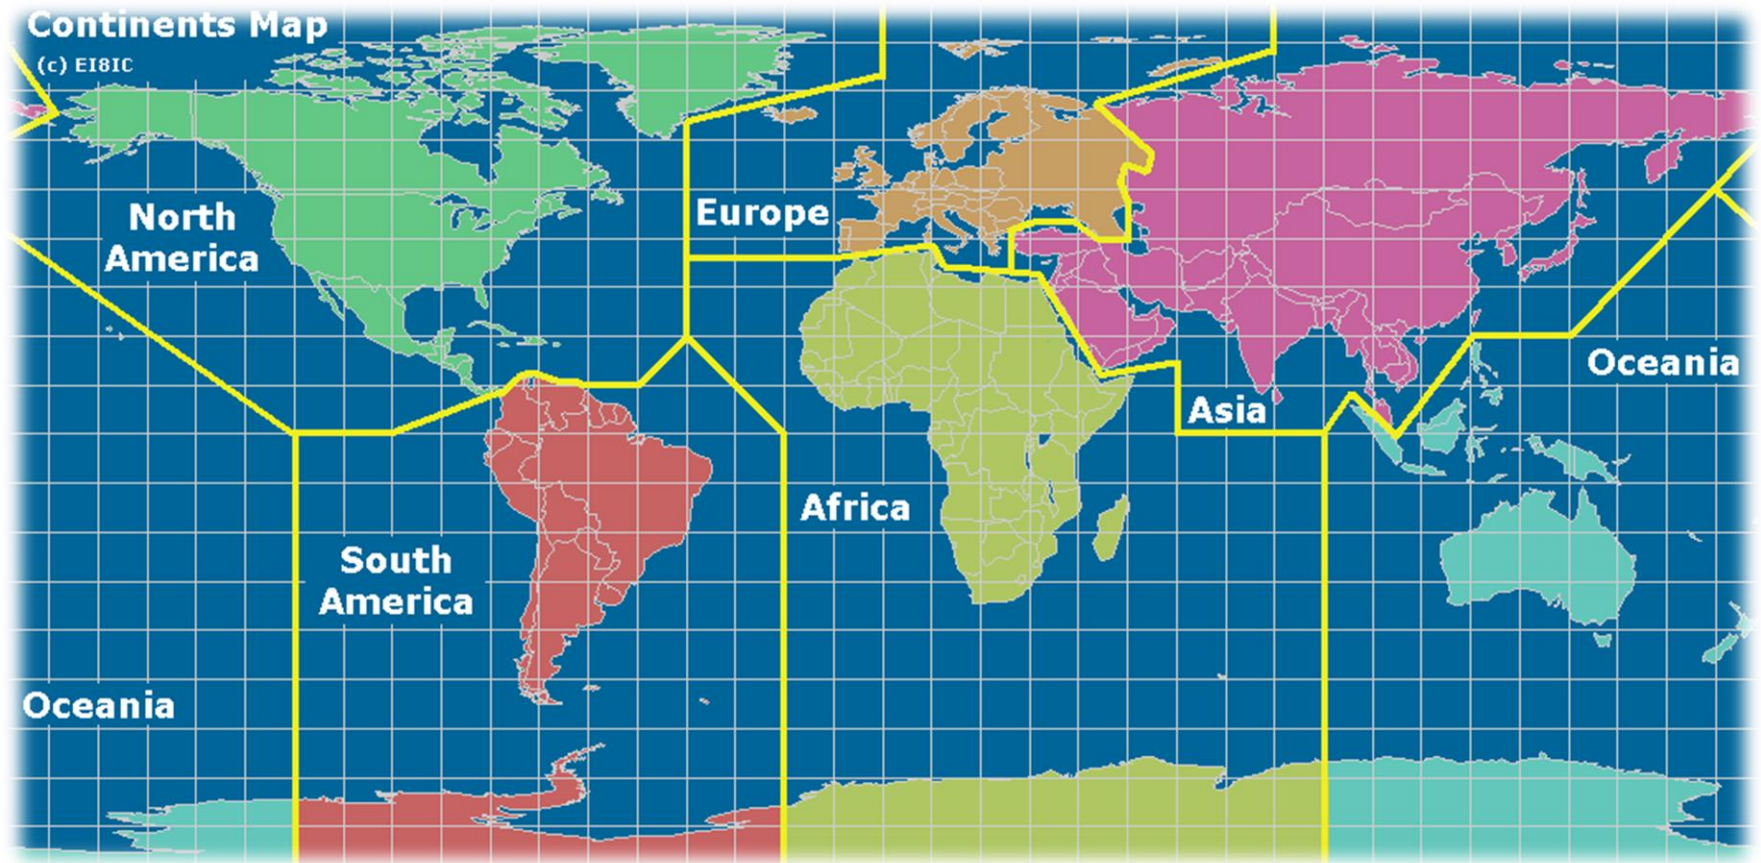 Continents Map
(c) EI8IC
North
America
Europe
Oceania
Asia
Africa
South
America
Oceania